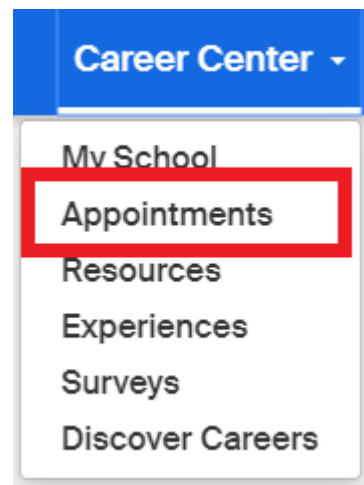 Career Center
My School
Appointments
Resources
Experiences
Surveys
Discover Careers